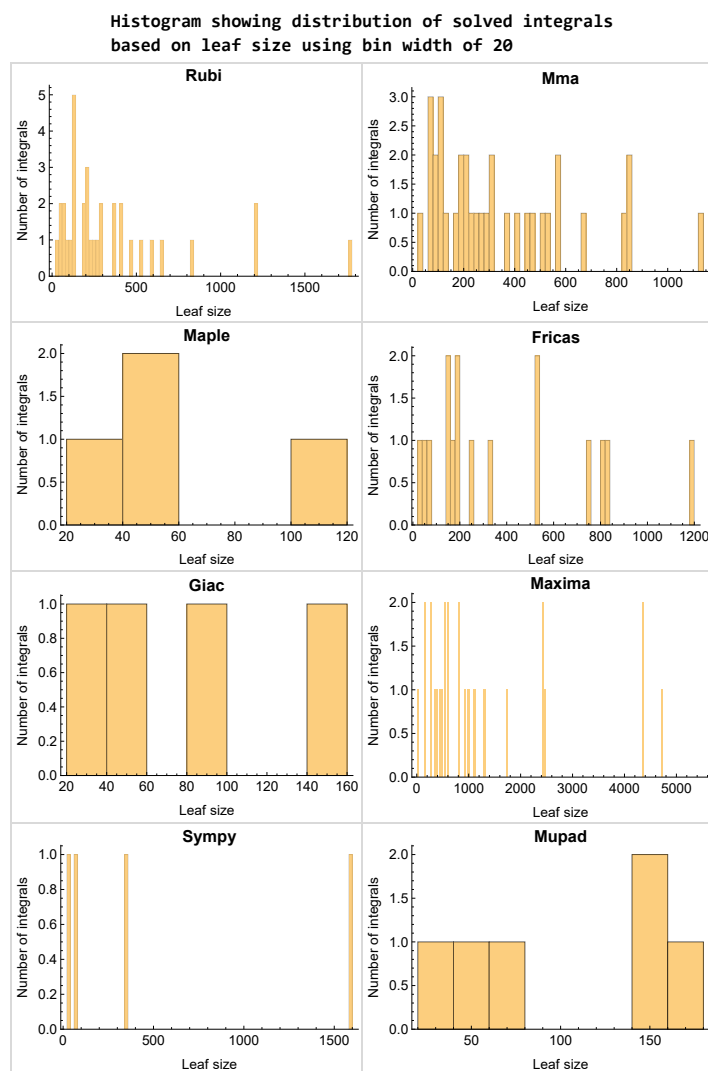 Histogram showing distribution of solved integrals
based on leaf size using bin width of 20
Rubi
Number of integrals
5
4
3
2
1
0
0 500 1000 1500
Leaf size
Mma
Number of integrals
3.0
2.5
2.0
1.5
1.0
0.5
0.0
0 200 400 600 800 1000
Leaf size
Maple
Number of integrals
2.0
1.5
1.0
0.5
0.0
20 40 60 80 100 120
Leaf size
Fricas
Number of integrals
2.0
1.5
1.0
0.5
0.0
0 200 400 600 800 1000 1200
Leaf size
Giac
Number of integrals
1.0
0.8
0.6
0.4
0.2
0.0
20 40 60 80 100 120 140 160
Leaf size
Maxima
Number of integrals
2.0
1.5
1.0
0.5
0.0
0 1000 2000 3000 4000 5000
Leaf size
Sympy
Number of integrals
1.0
0.8
0.6
0.4
0.2
0.0
0 500 1000 1500
Leaf size
Mupad
Number of integrals
2.0
1.5
1.0
0.5
0.0
50 100 150
Leaf size